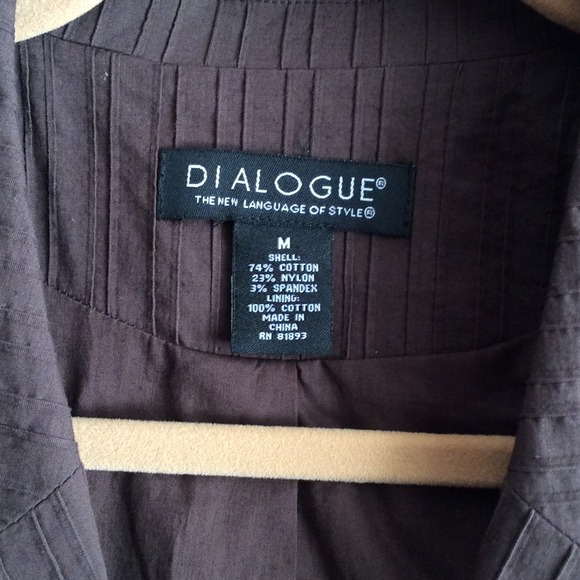 DIALOGUE®
THE NEW LANGUAGE OF STYLE®
M
SHELL:
74% COTTON
23% NYLON
3% SPANDEX
LINING:
100% COTTON
MADE IN
CHINA
RN 81893